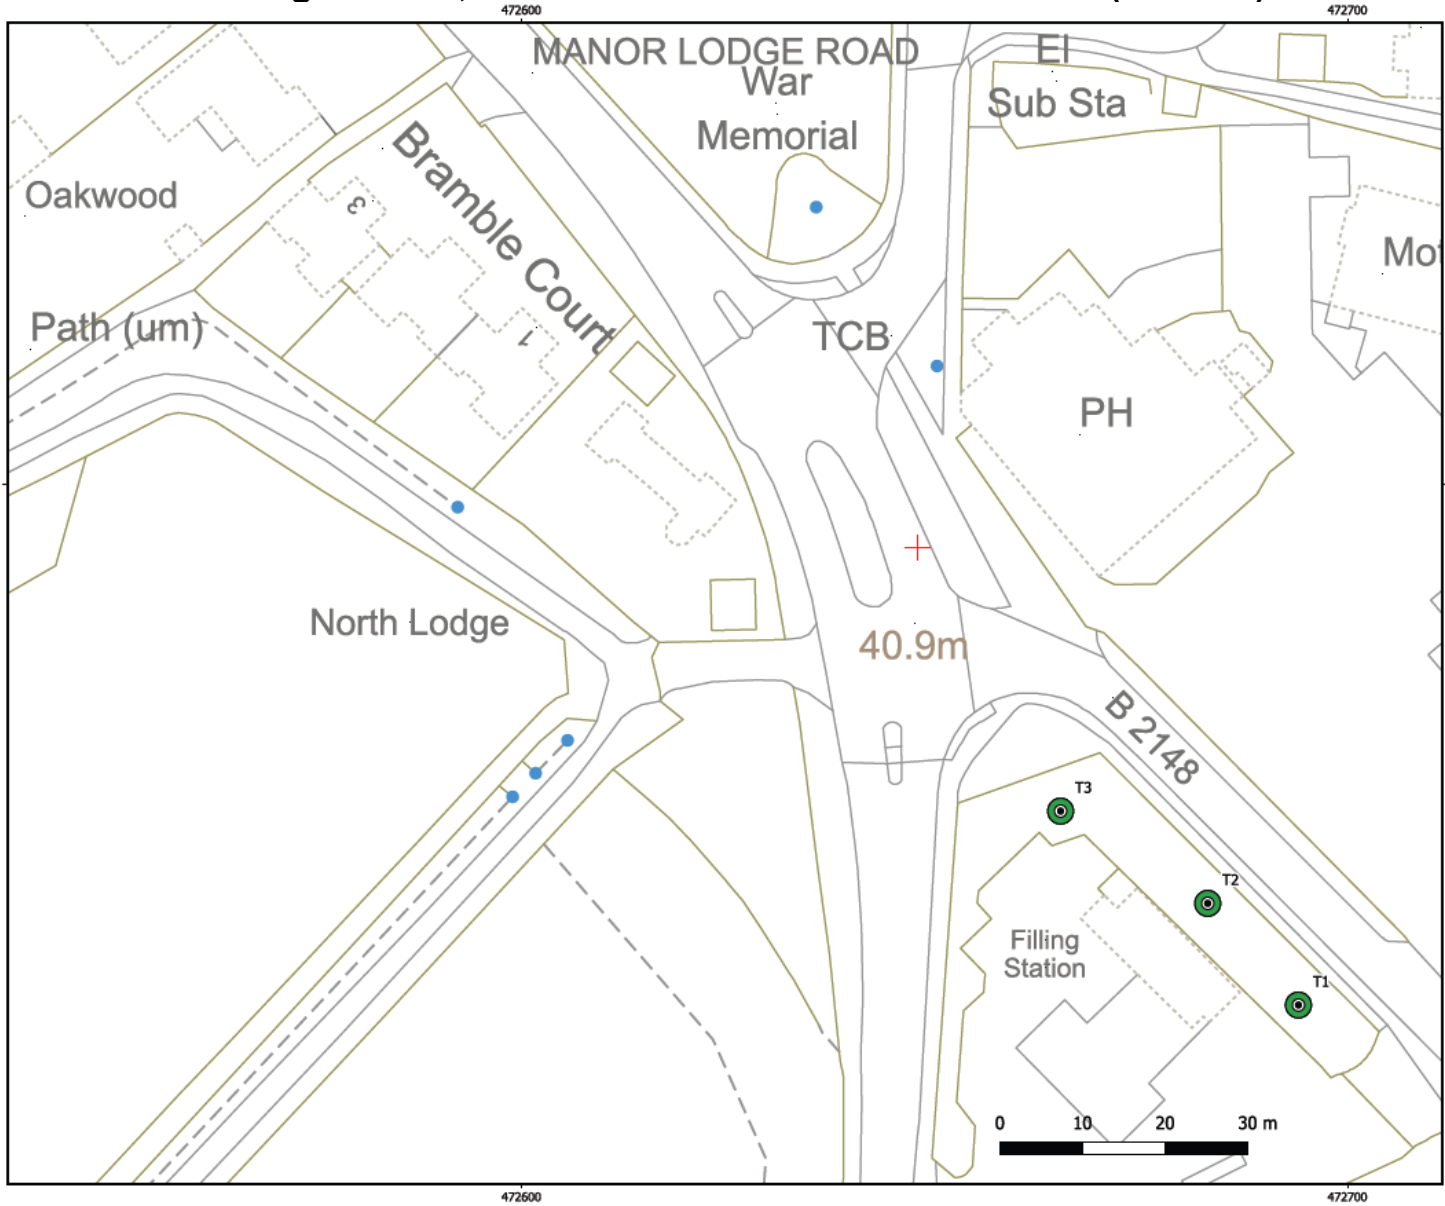 472600
472700
MANOR LODGE ROAD
War
Memorial
El
Sub Sta
Oakwood
Bramble Court
3
1
Path (um)
TCB
PH
North Lodge
40.9m
B 2148
T3
T2
T1
Filling
Station
0 10 20 30 m
472600
472700